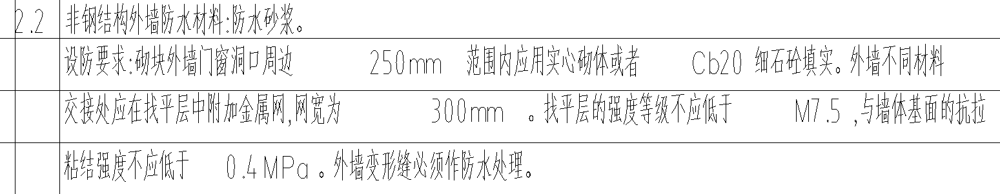 2.2 非钢结构外墙防水材料:防水砂浆。
设防要求:砌块外墙门窗洞口周边 250mm 范围内应用实心砌体或者 Cb20 细石砼填实。外墙不同材料
交接处应在找平层中附加金属网,网宽为 300mm 。找平层的强度等级不应低于 M7.5 ,与墙体基面的抗拉
粘结强度不应低于 0.4MPa 。外墙变形缝必须作防水处理。